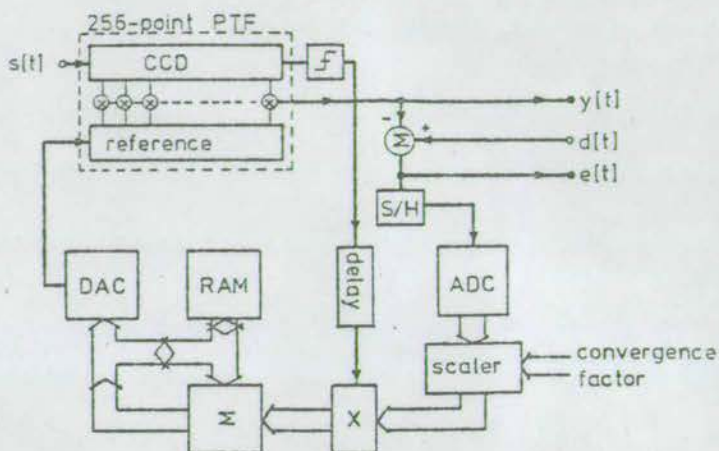 256-point PTF
s[t]
CCD
reference
y[t]
-
+
Σ
d[t]
e[t]
S/H
DAC
RAM
delay
ADC
scaler
convergence
factor
Σ
X